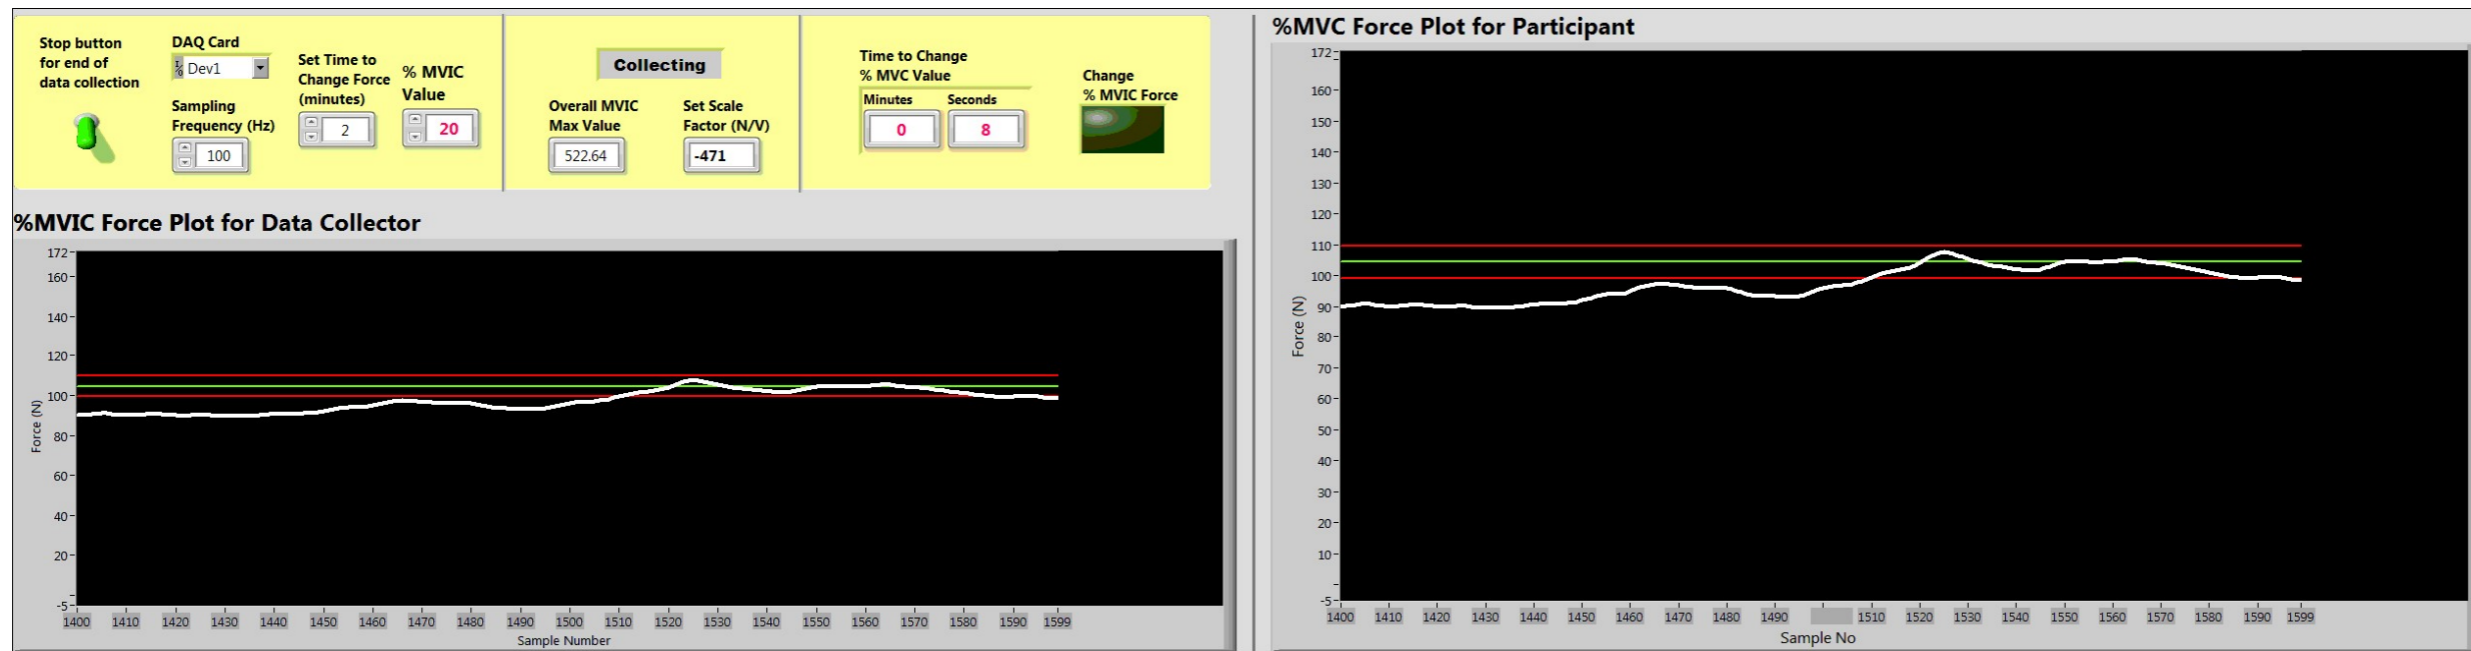 Stop button
for end of
data collection
DAQ Card
Dev1
Sampling
Frequency (Hz)
100
Set Time to
Change Force
(minutes)
2
% MVIC
Value
20
Collecting
Overall MVIC
Max Value
522.64
Set Scale
Factor (N/V)
-471
Time to Change
% MVC Value
Minutes Seconds
0 8
Change
% MVIC Force
%MVIC Force Plot for Data Collector
172
160
140
120
100
80
60
40
20
-5
Force (N)
1400 1410 1420 1430 1440 1450 1460 1470 1480 1490 1500 1510 1520 1530 1540 1550 1560 1570 1580 1590 1599
Sample Number
%MVC Force Plot for Participant
172
160
150
140
130
120
110
100
90
80
70
60
50
40
30
20
10
-5
Force (N)
1400 1410 1420 1430 1440 1450 1460 1470 1480 1490 1510 1520 1530 1540 1550 1560 1570 1580 1590 1599
Sample No